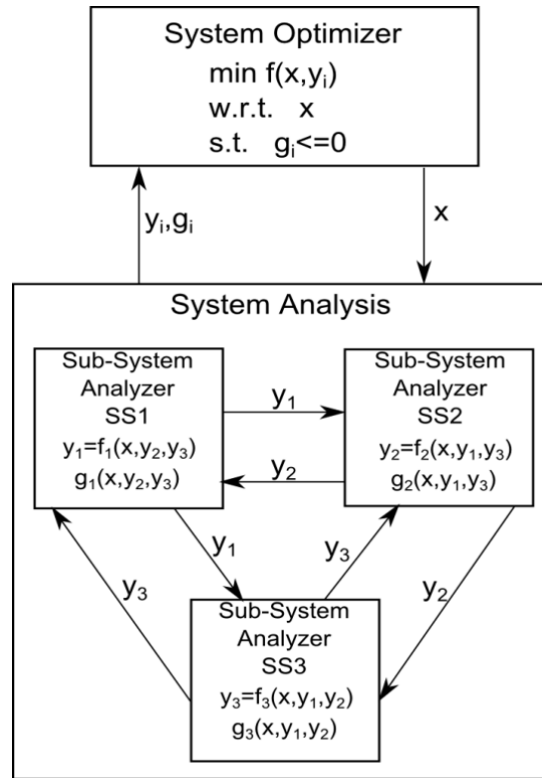 System Optimizer
min f(x,yᵢ)
w.r.t. x
s.t. gᵢ<=0
yᵢ,gᵢ
x
System Analysis
Sub-System
Analyzer
SS1
y₁=f₁(x,y₂,y₃)
g₁(x,y₂,y₃)
y₁
y₂
Sub-System
Analyzer
SS2
y₂=f₂(x,y₁,y₃)
g₂(x,y₁,y₃)
y₃
y₁
y₃
y₂
Sub-System
Analyzer
SS3
y₃=f₃(x,y₁,y₂)
g₃(x,y₁,y₂)